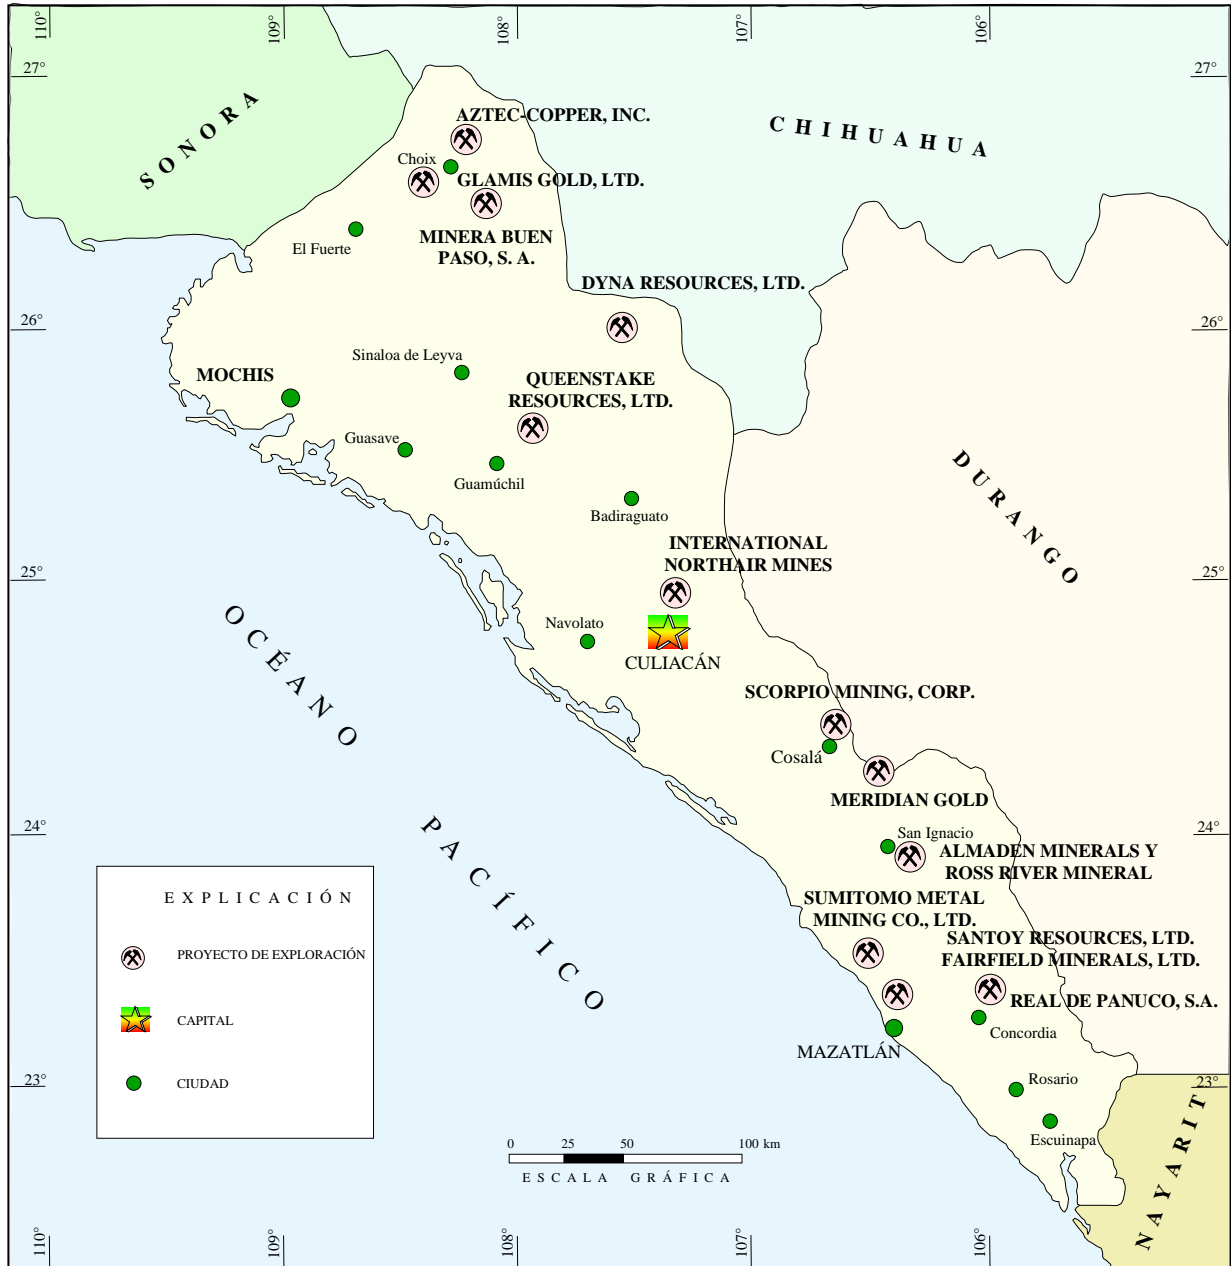 110°
109°
108°
107°
106°
27°
27°
SONORA
CHIHUAHUA
AZTEC-COPPER, INC.
Choix
GLAMIS GOLD, LTD.
El Fuerte
MINERA BUEN
PASO, S. A.
DYNA RESOURCES, LTD.
26°
26°
Sinaloa de Leyva
MOCHIS
QUEENSTAKE
RESOURCES, LTD.
Guasave
Guamúchil
Badiraguato
DURANGO
INTERNATIONAL
NORTHAIR MINES
25°
25°
Navolato
CULIACÁN
OCÉANO
PACÍFICO
SCORPIO MINING, CORP.
Cosalá
MERIDIAN GOLD
24°
24°
San Ignacio
ALMADEN MINERALS Y
ROSS RIVER MINERAL
SUMITOMO METAL
MINING CO., LTD.
SANTOY RESOURCES, LTD.
FAIRFIELD MINERALS, LTD.
REAL DE PANUCO, S.A.
Concordia
MAZATLÁN
EXPLICACIÓN
PROYECTO DE EXPLORACIÓN
CAPITAL
CIUDAD
23°
23°
Rosario
Escuinapa
NAYARIT
0 25 50 100 km
ESCALA GRÁFICA
110°
109°
108°
107°
106°